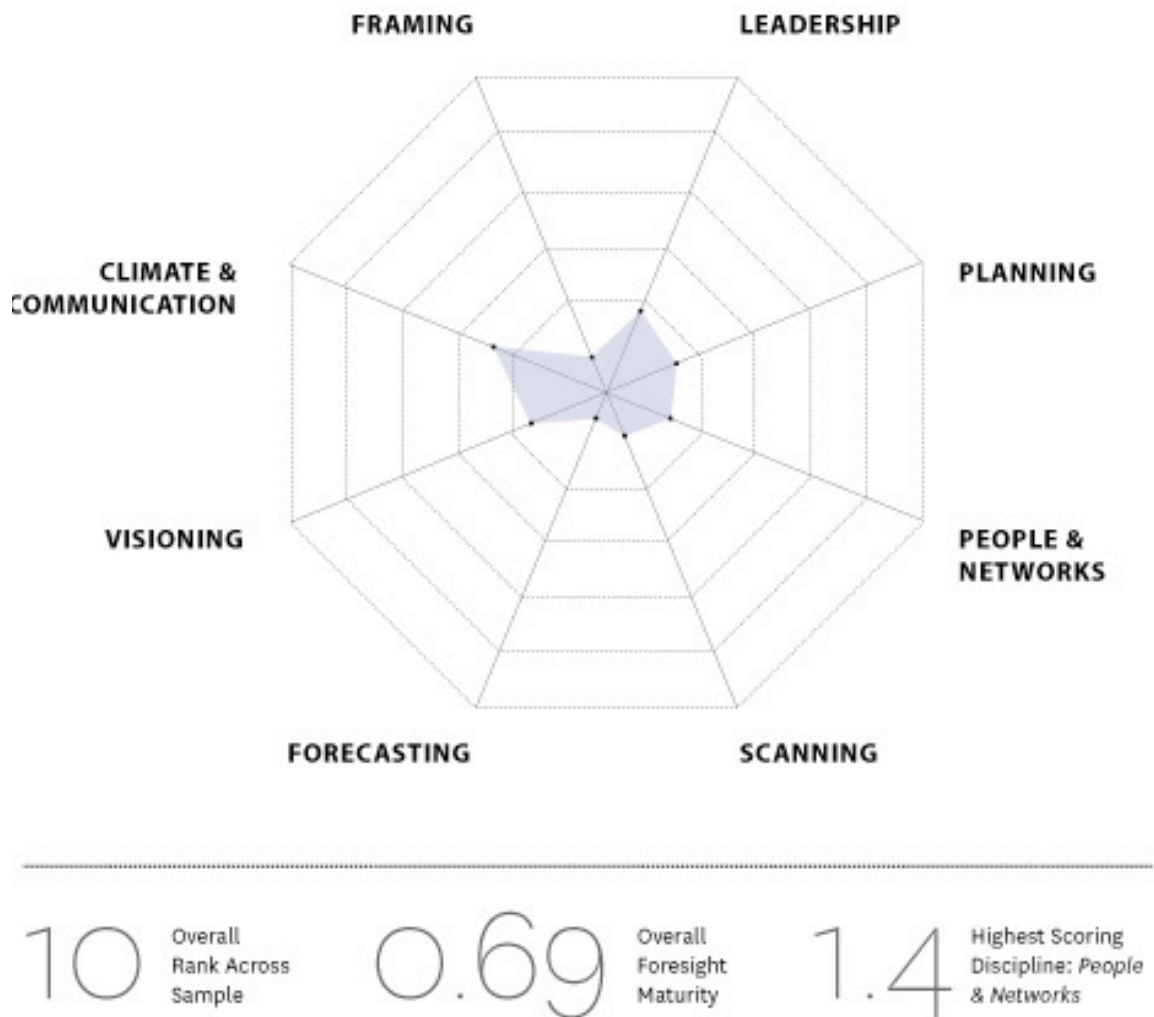 FRAMING
LEADERSHIP
CLIMATE &
COMMUNICATION
PLANNING
VISIONING
PEOPLE &
NETWORKS
FORECASTING
SCANNING
10
Overall
Rank Across
Sample
0.69
Overall
Foresight
Maturity
1.4
Highest Scoring
Discipline: People
& Networks